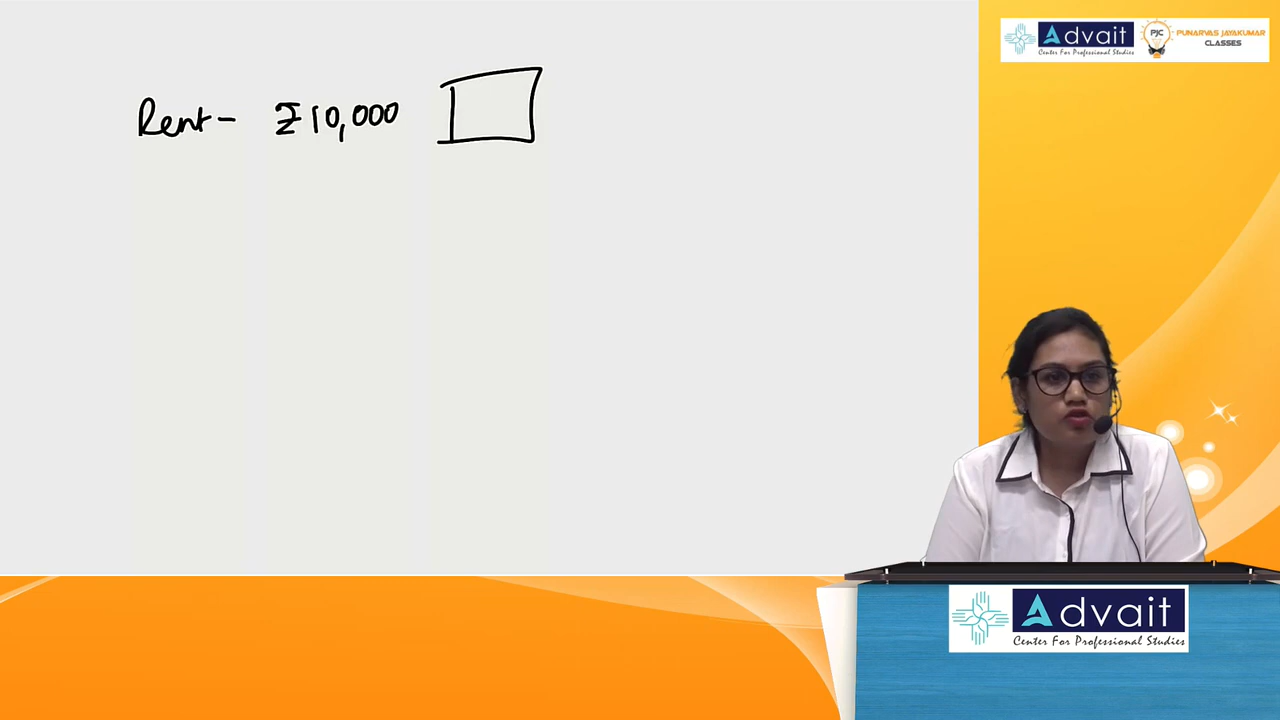 Advait
Center For Professional Studies
PJC
PUNARVAS JAYAKUMAR
CLASSES
Rent - ₹10,000
Advait
Center For Professional Studies